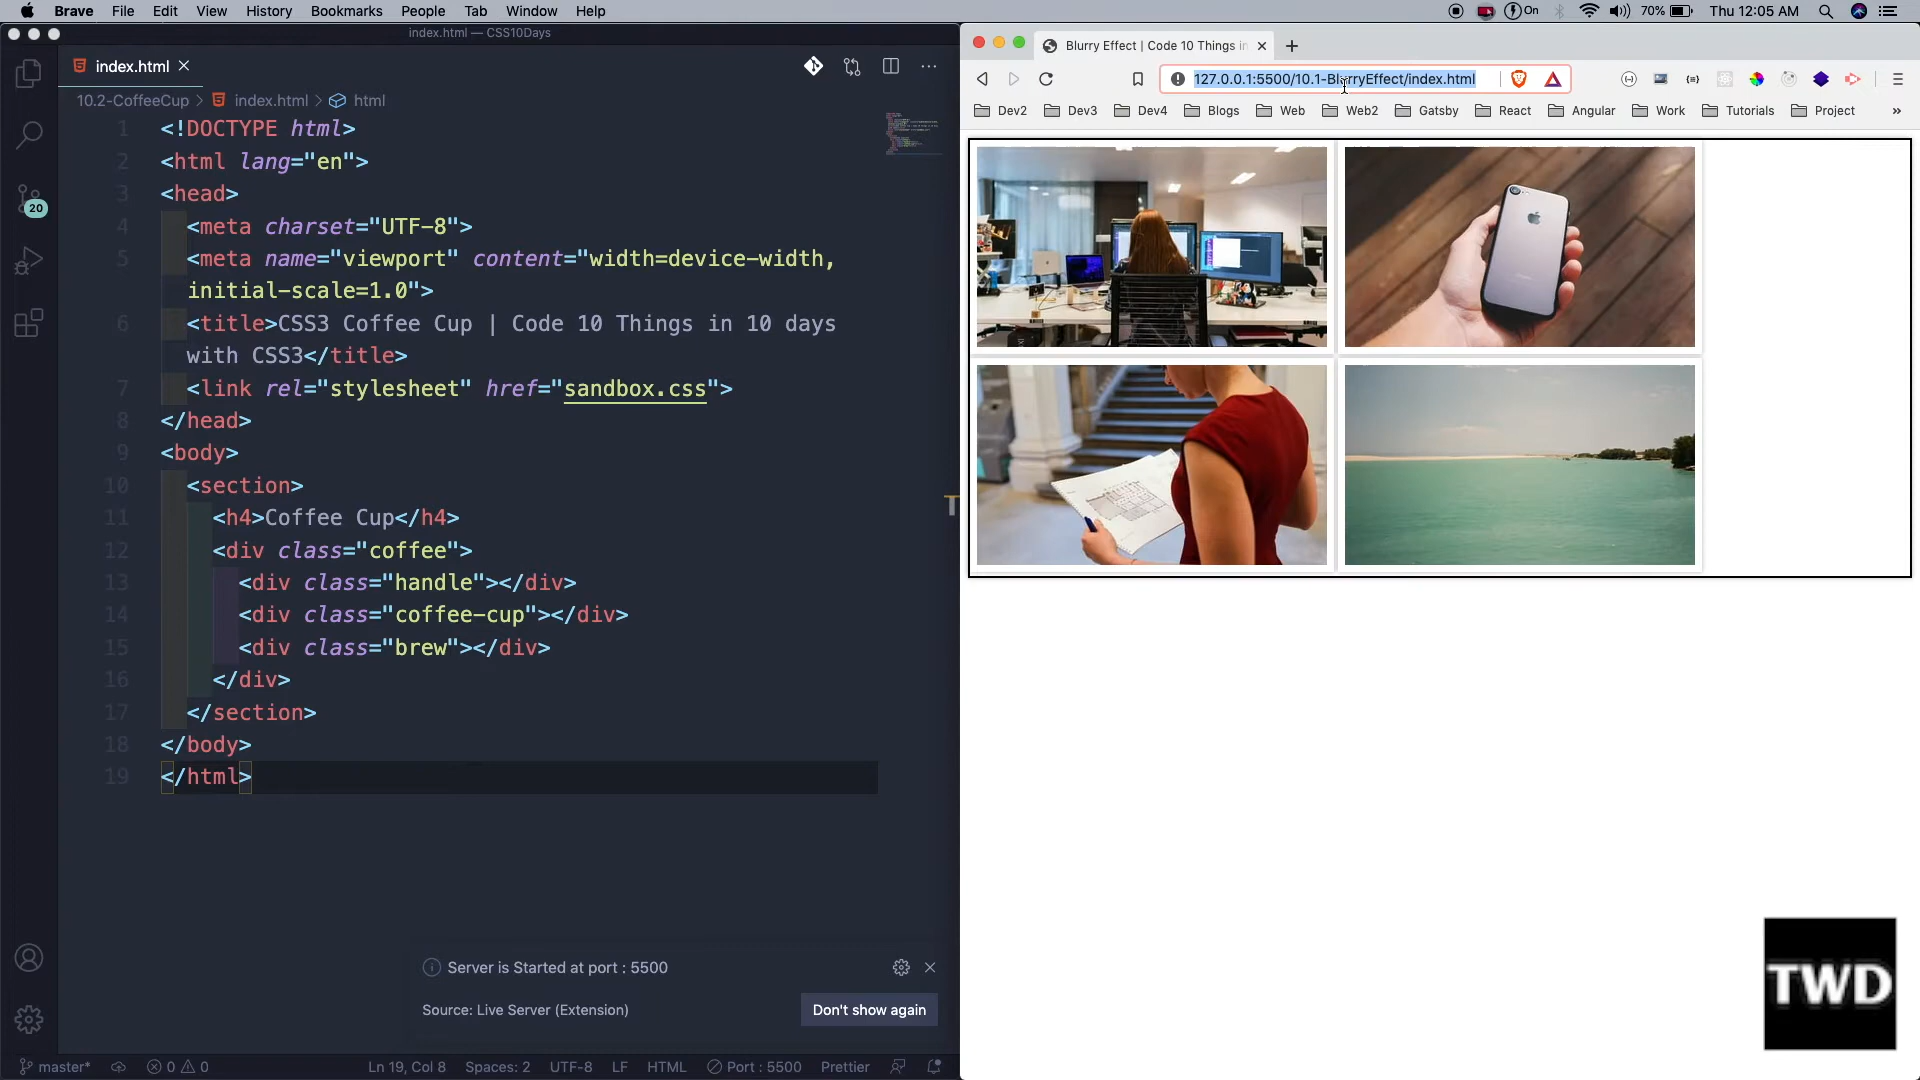 Brave File Edit View History Bookmarks People Tab Window Help
On 70% Thu 12:05 AM
index.html — CSS10Days
index.html
10.2-CoffeeCup > index.html > html
1 <!DOCTYPE html>
2 <html lang="en">
3 <head>
4 <meta charset="UTF-8">
5 <meta name="viewport" content="width=device-width,
initial-scale=1.0">
6 <title>CSS3 Coffee Cup | Code 10 Things in 10 days
with CSS3</title>
7 <link rel="stylesheet" href="sandbox.css">
8 </head>
9 <body>
10 <section>
11 <h4>Coffee Cup</h4>
12 <div class="coffee">
13 <div class="handle"></div>
14 <div class="coffee-cup"></div>
15 <div class="brew"></div>
16 </div>
17 </section>
18 </body>
19 </html>
20
Server is Started at port : 5500
Source: Live Server (Extension)
Don't show again
master* 0 0 Ln 19, Col 8 Spaces: 2 UTF-8 LF HTML Port : 5500 Prettier
Blurry Effect | Code 10 Things in
127.0.0.1:5500/10.1-BlurryEffect/index.html
Dev2 Dev3 Dev4 Blogs Web Web2 Gatsby React Angular Work Tutorials Project »
TWD